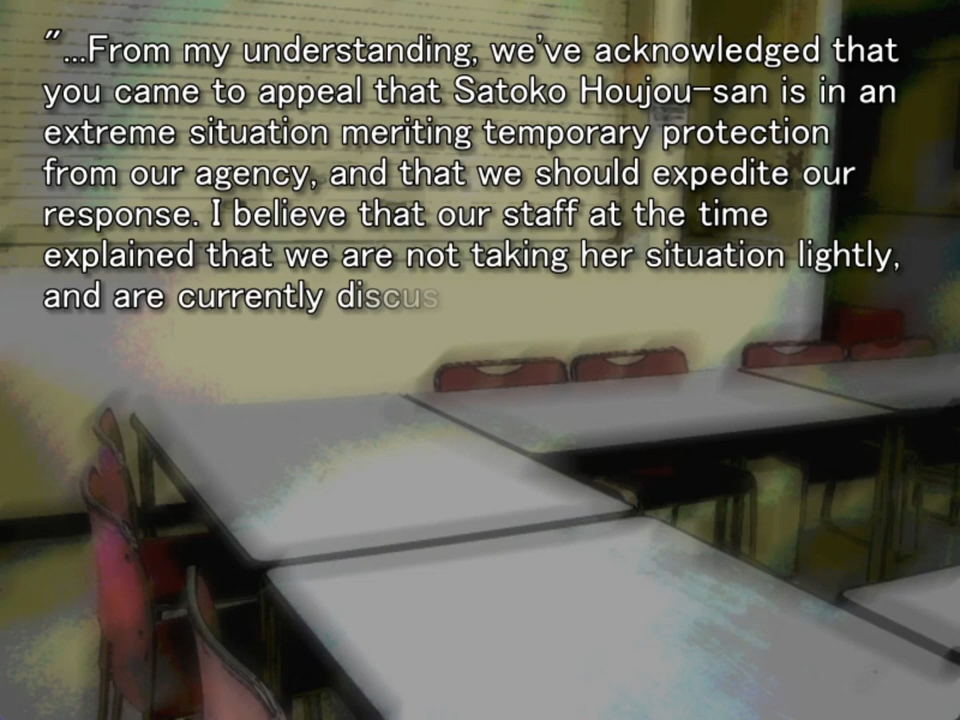 "...From my understanding, we've acknowledged that
you came to appeal that Satoko Houjou-san is in an
extreme situation meriting temporary protection
from our agency, and that we should expedite our
response. I believe that our staff at the time
explained that we are not taking her situation lightly,
and are currently discus